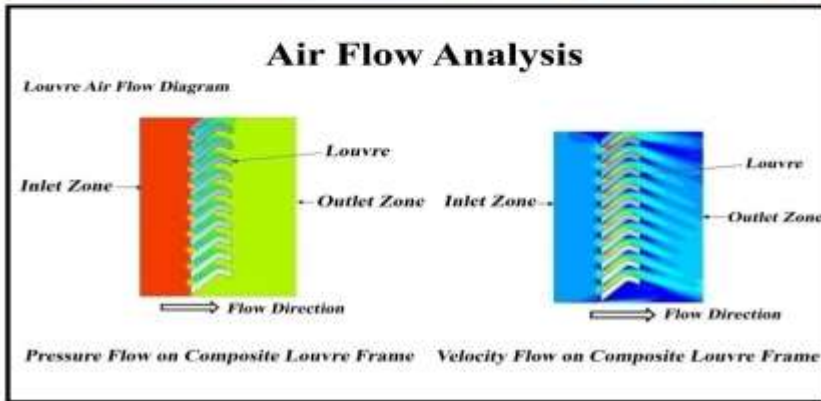 Air Flow Analysis
Louvre Air Flow Diagram
Louvre
Inlet Zone
Outlet Zone
Flow Direction
Pressure Flow on Composite Louvre Frame
Louvre
Inlet Zone
Outlet Zone
Flow Direction
Velocity Flow on Composite Louvre Frame